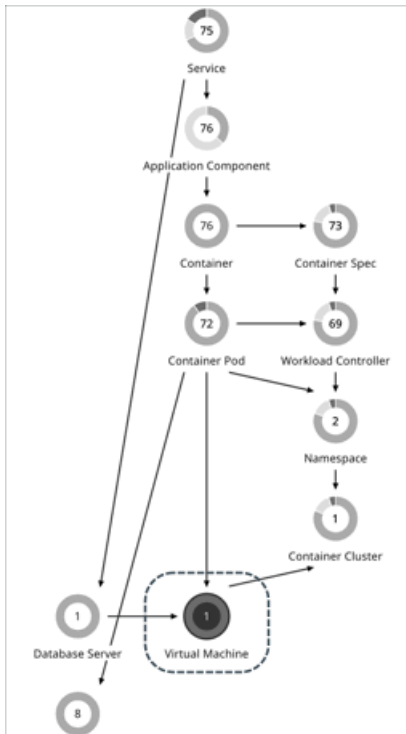 75
Service
76
Application Component
76
Container
73
Container Spec
72
Container Pod
69
Workload Controller
2
Namespace
1
Container Cluster
1
Database Server
1
Virtual Machine
8